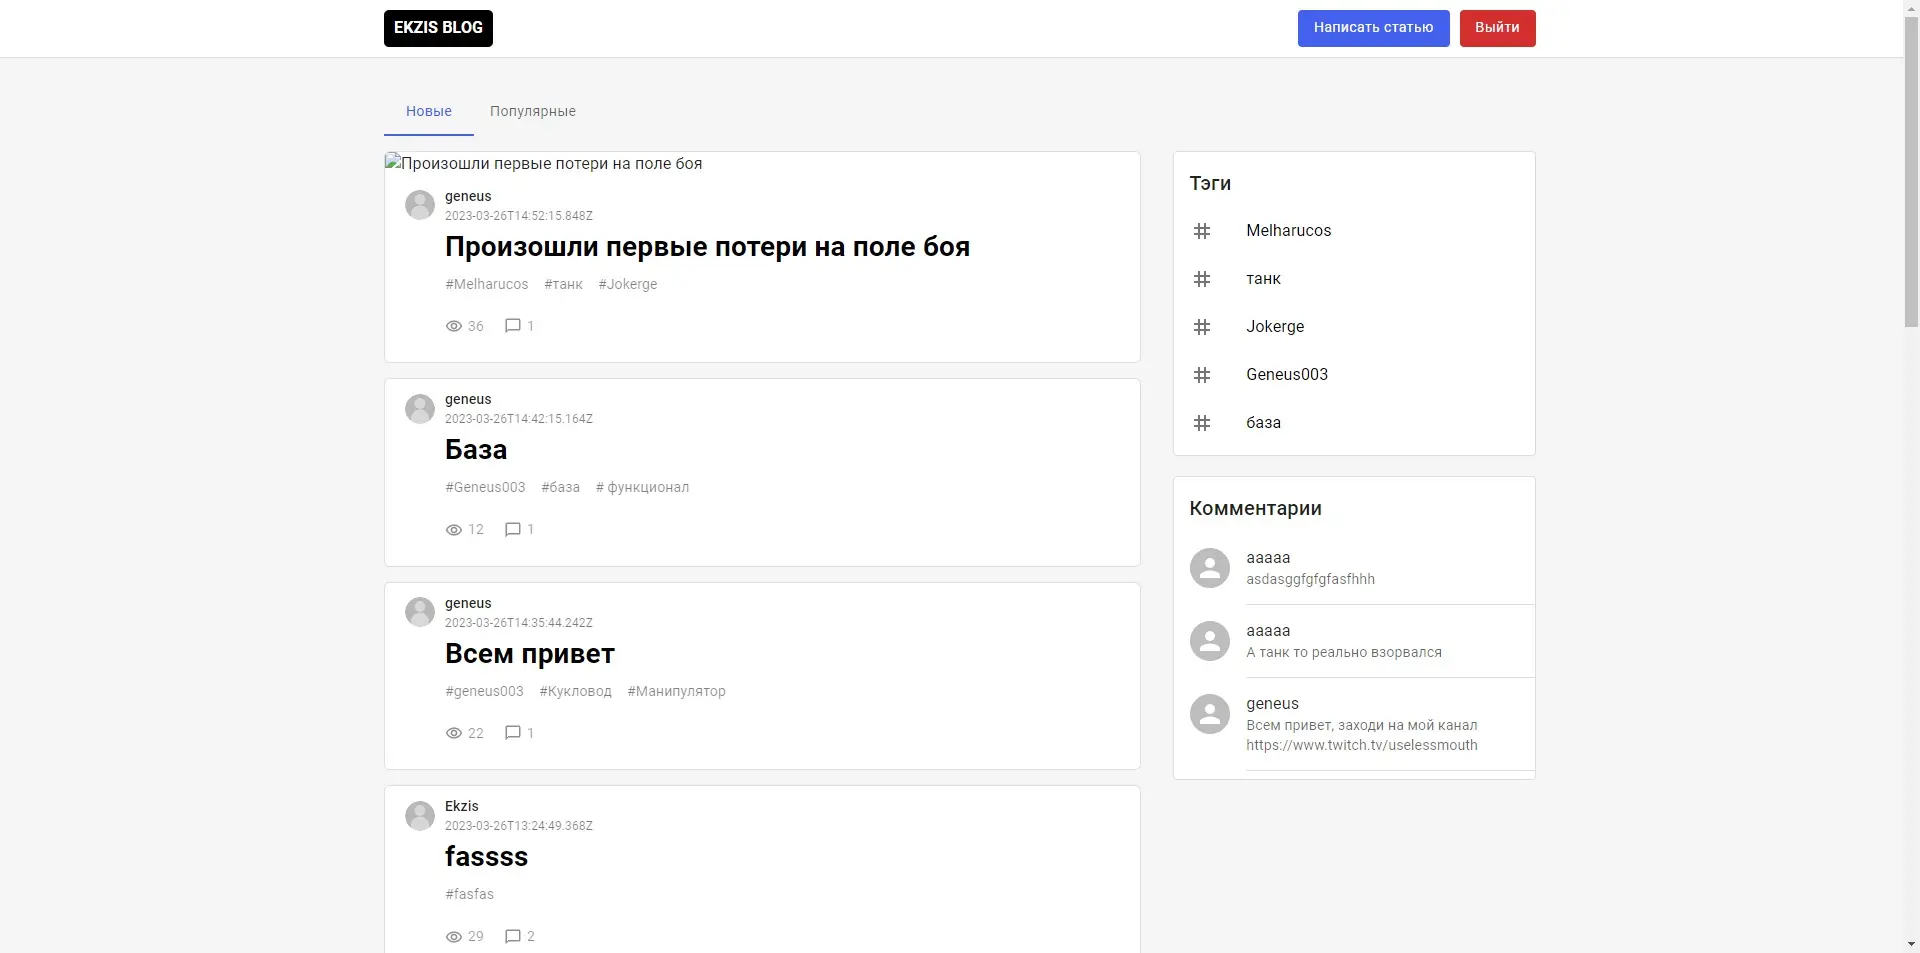 EKZIS BLOG
Написать статью
Выйти
Новые
Популярные
Произошли первые потери на поле боя
geneus
2023-03-26T14:52:15.848Z
Произошли первые потери на поле боя
#Melharucos #танк #Jokerge
36 1
geneus
2023-03-26T14:42:15.164Z
База
#Geneus003 #база # функционал
12 1
geneus
2023-03-26T14:35:44.242Z
Всем привет
#geneus003 #Кукловод #Манипулятор
22 1
Ekzis
2023-03-26T13:24:49.368Z
fassss
#fasfas
29 2
Тэги
# Melharucos
# танк
# Jokerge
# Geneus003
# база
Комментарии
aaaaa
asdasggfgfgfasfhhh
aaaaa
А танк то реально взорвался
geneus
Всем привет, заходи на мой канал
https://www.twitch.tv/uselessmouth